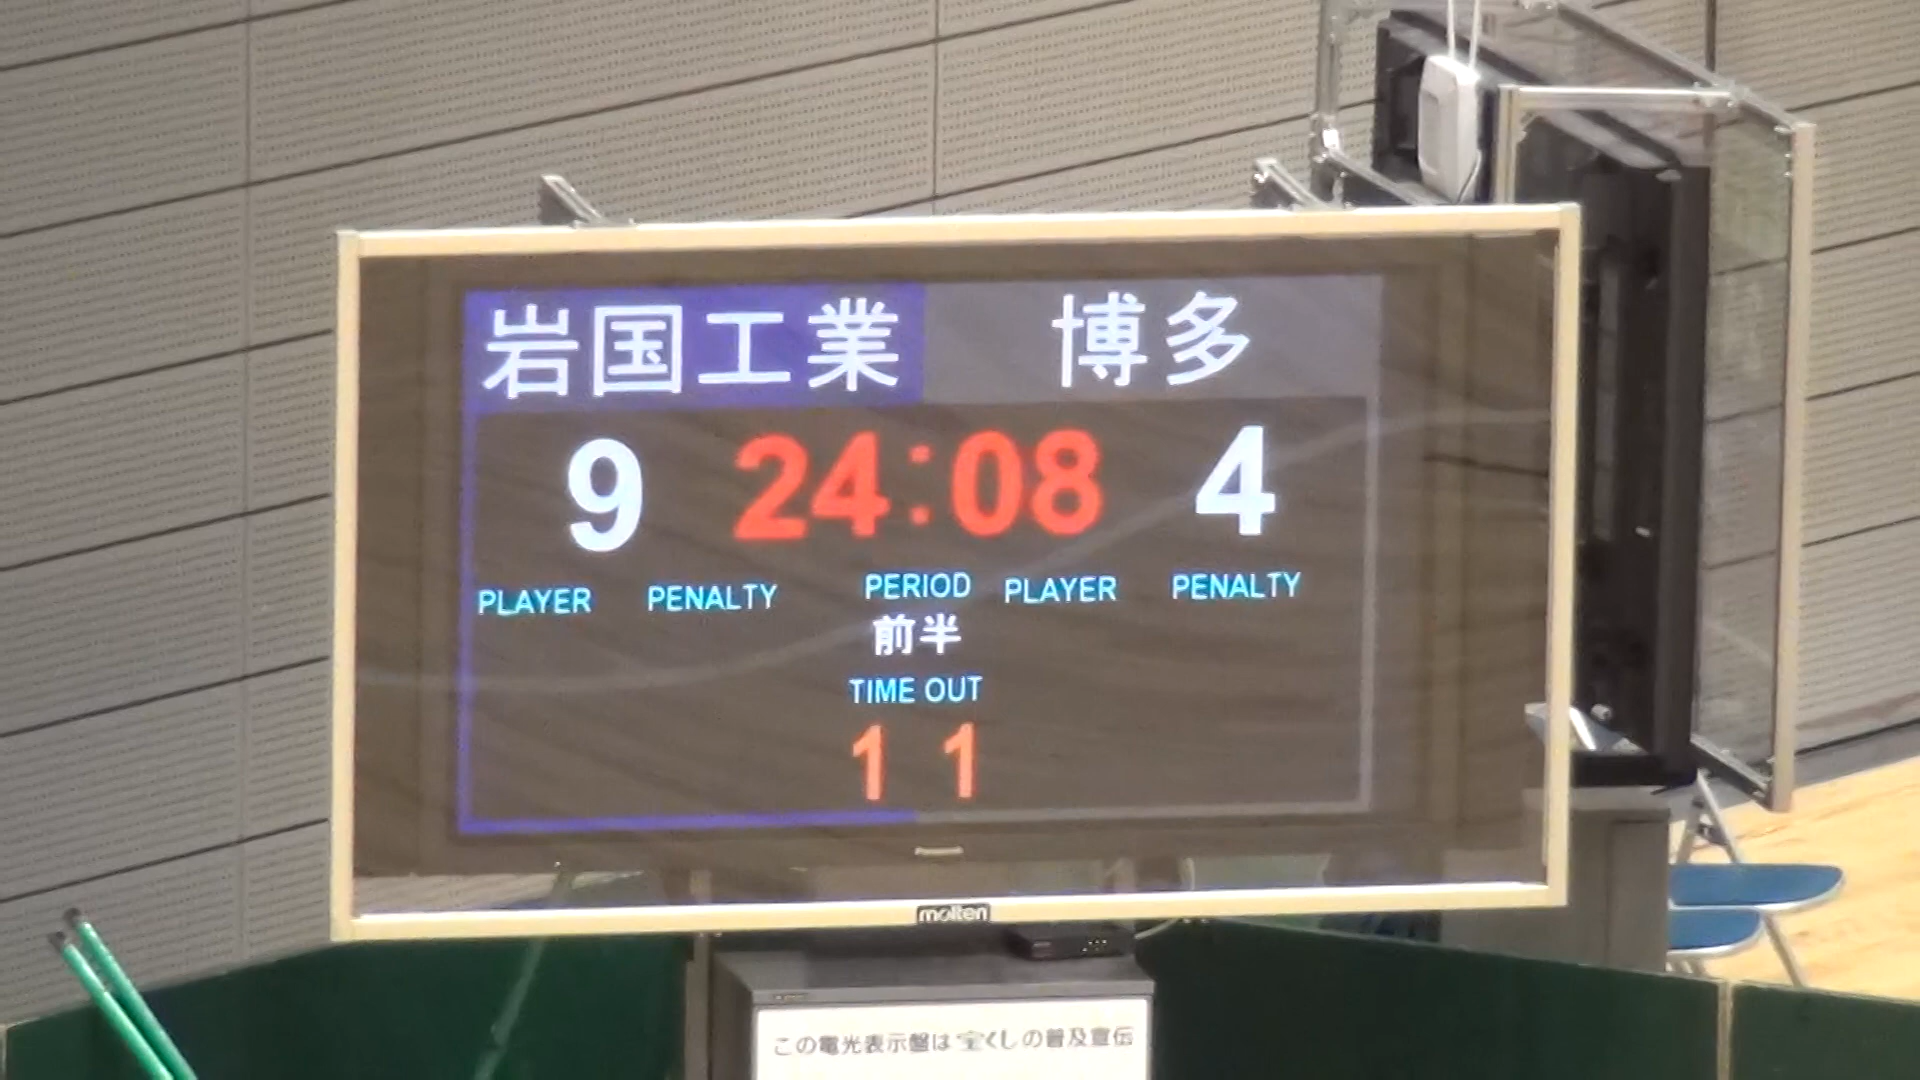 岩国工業 博多
9 24:08 4
PLAYER PENALTY PERIOD PLAYER PENALTY
前半
TIME OUT
1 1
Panasonic
molten
この電光表示盤は宝くじの普及宣伝